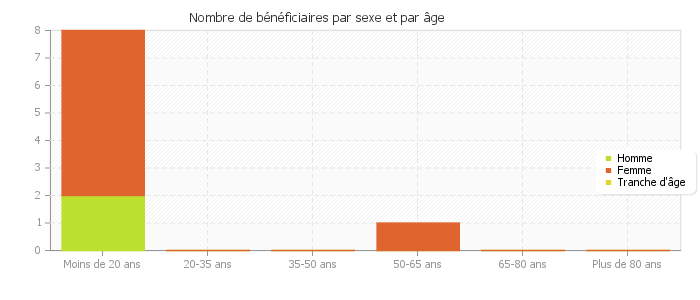 Nombre de bénéficiaires par sexe et par âge
8
7
6
5
4
3
2
1
0
Moins de 20 ans
20-35 ans
35-50 ans
50-65 ans
65-80 ans
Plus de 80 ans
Homme
Femme
Tranche d'âge